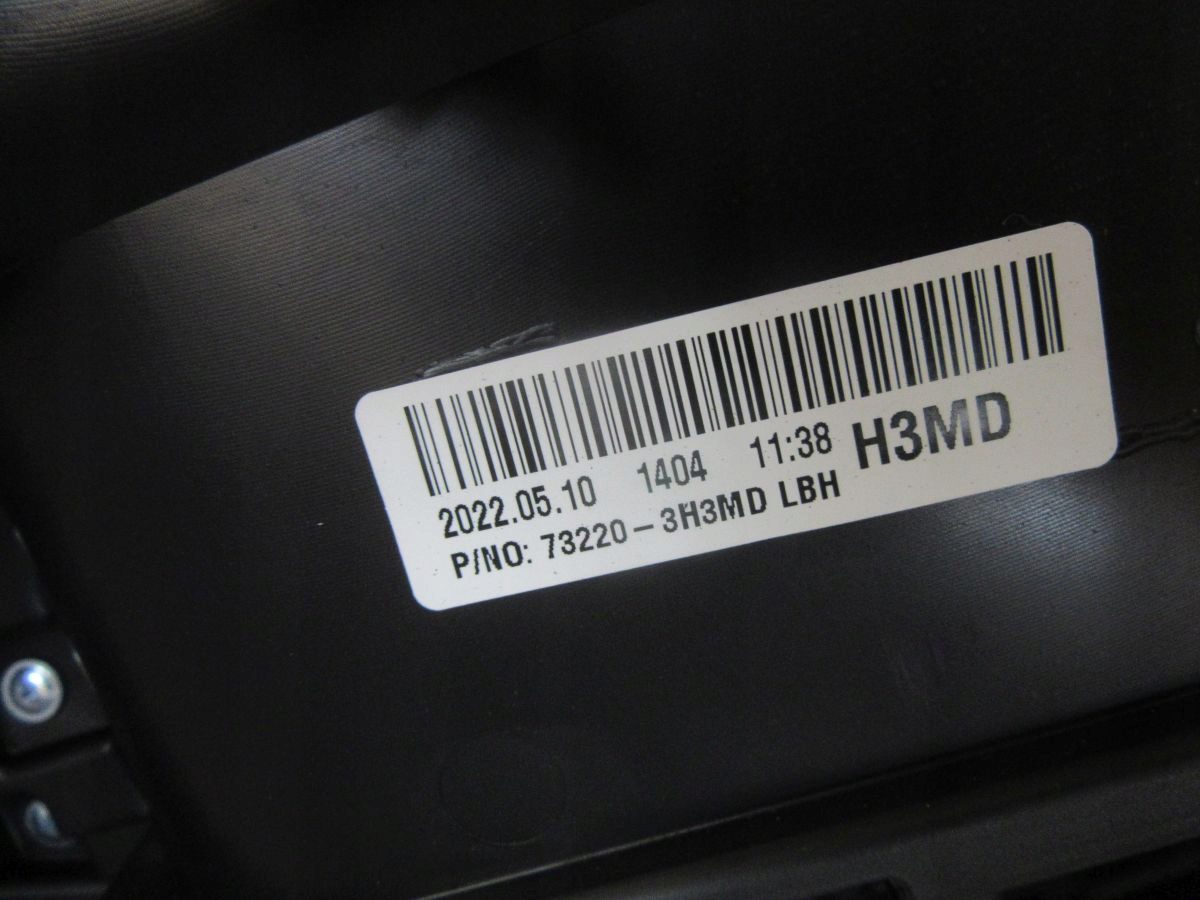 2022.05.10 1404 11:38 H3MD
P/NO: 73220-3H3MD LBH